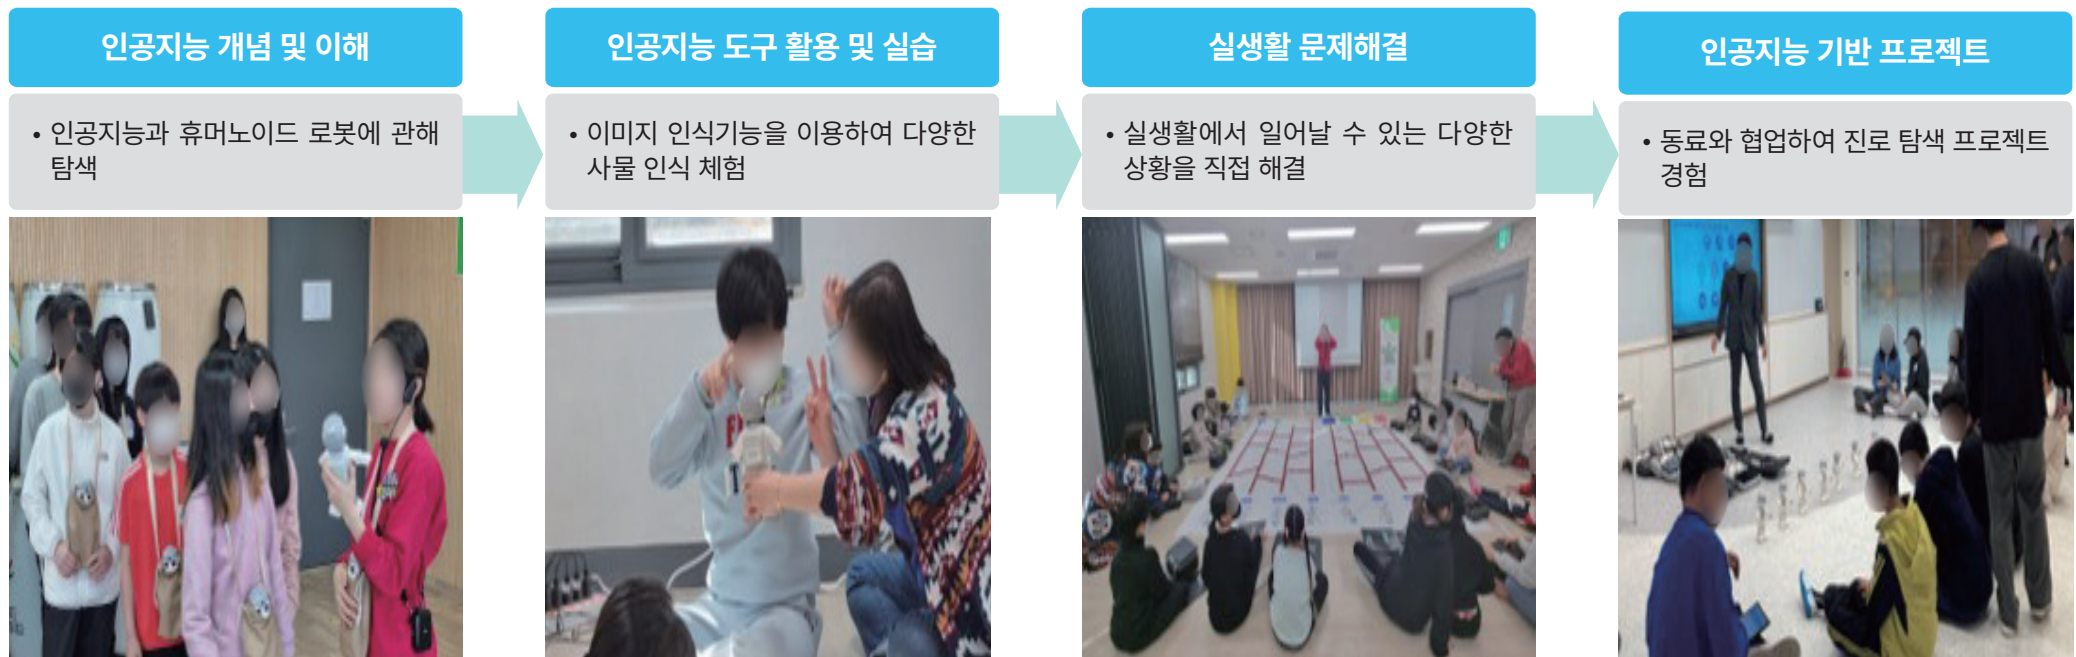 인공지능 개념 및 이해
• 인공지능과 휴머노이드 로봇에 관해
탐색
인공지능 도구 활용 및 실습
• 이미지 인식기능을 이용하여 다양한
사물 인식 체험
실생활 문제해결
• 실생활에서 일어날 수 있는 다양한
상황을 직접 해결
인공지능 기반 프로젝트
• 동료와 협업하여 진로 탐색 프로젝트
경험